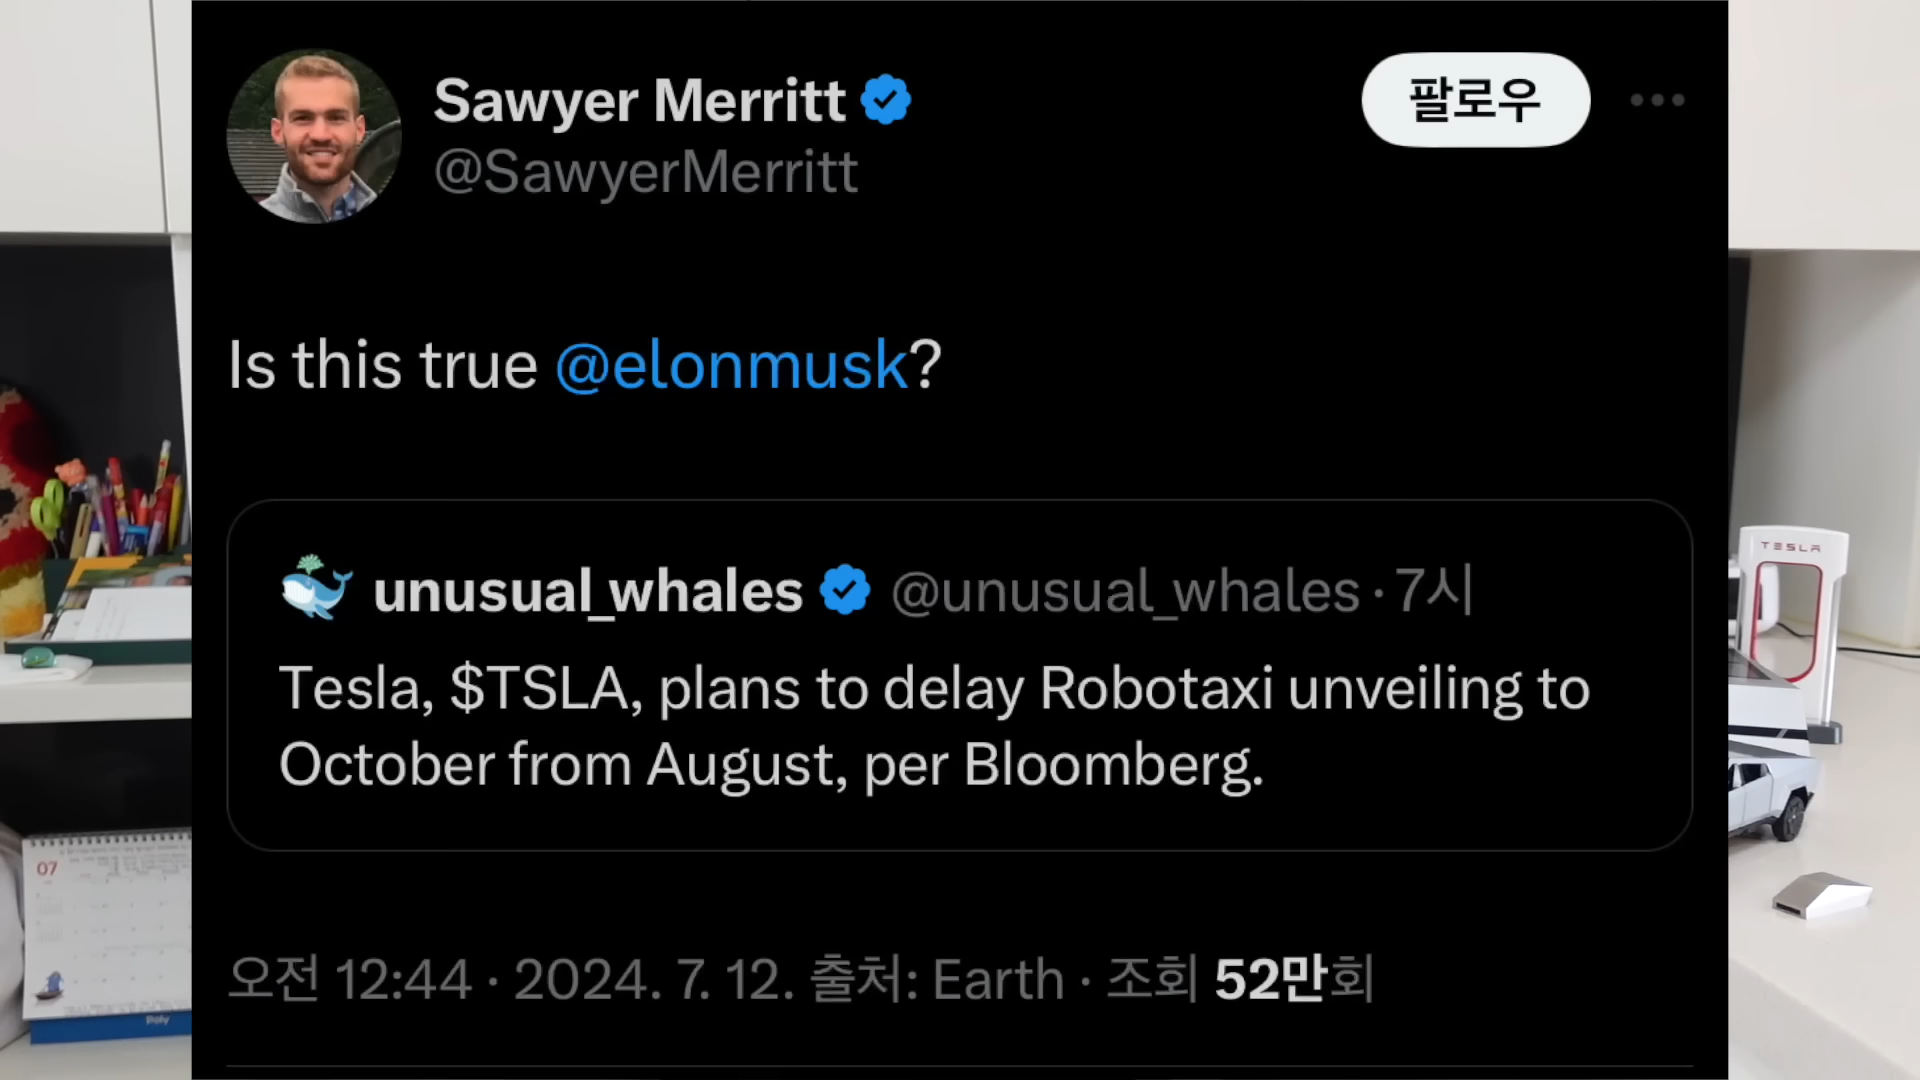 Sawyer Merritt
@SawyerMerritt
팔로우
Is this true @elonmusk?
unusual_whales @unusual_whales · 7시
Tesla, $TSLA, plans to delay Robotaxi unveiling to
October from August, per Bloomberg.
오전 12:44 · 2024. 7. 12. 출처: Earth · 조회 52만회
TESLA
07
Poly